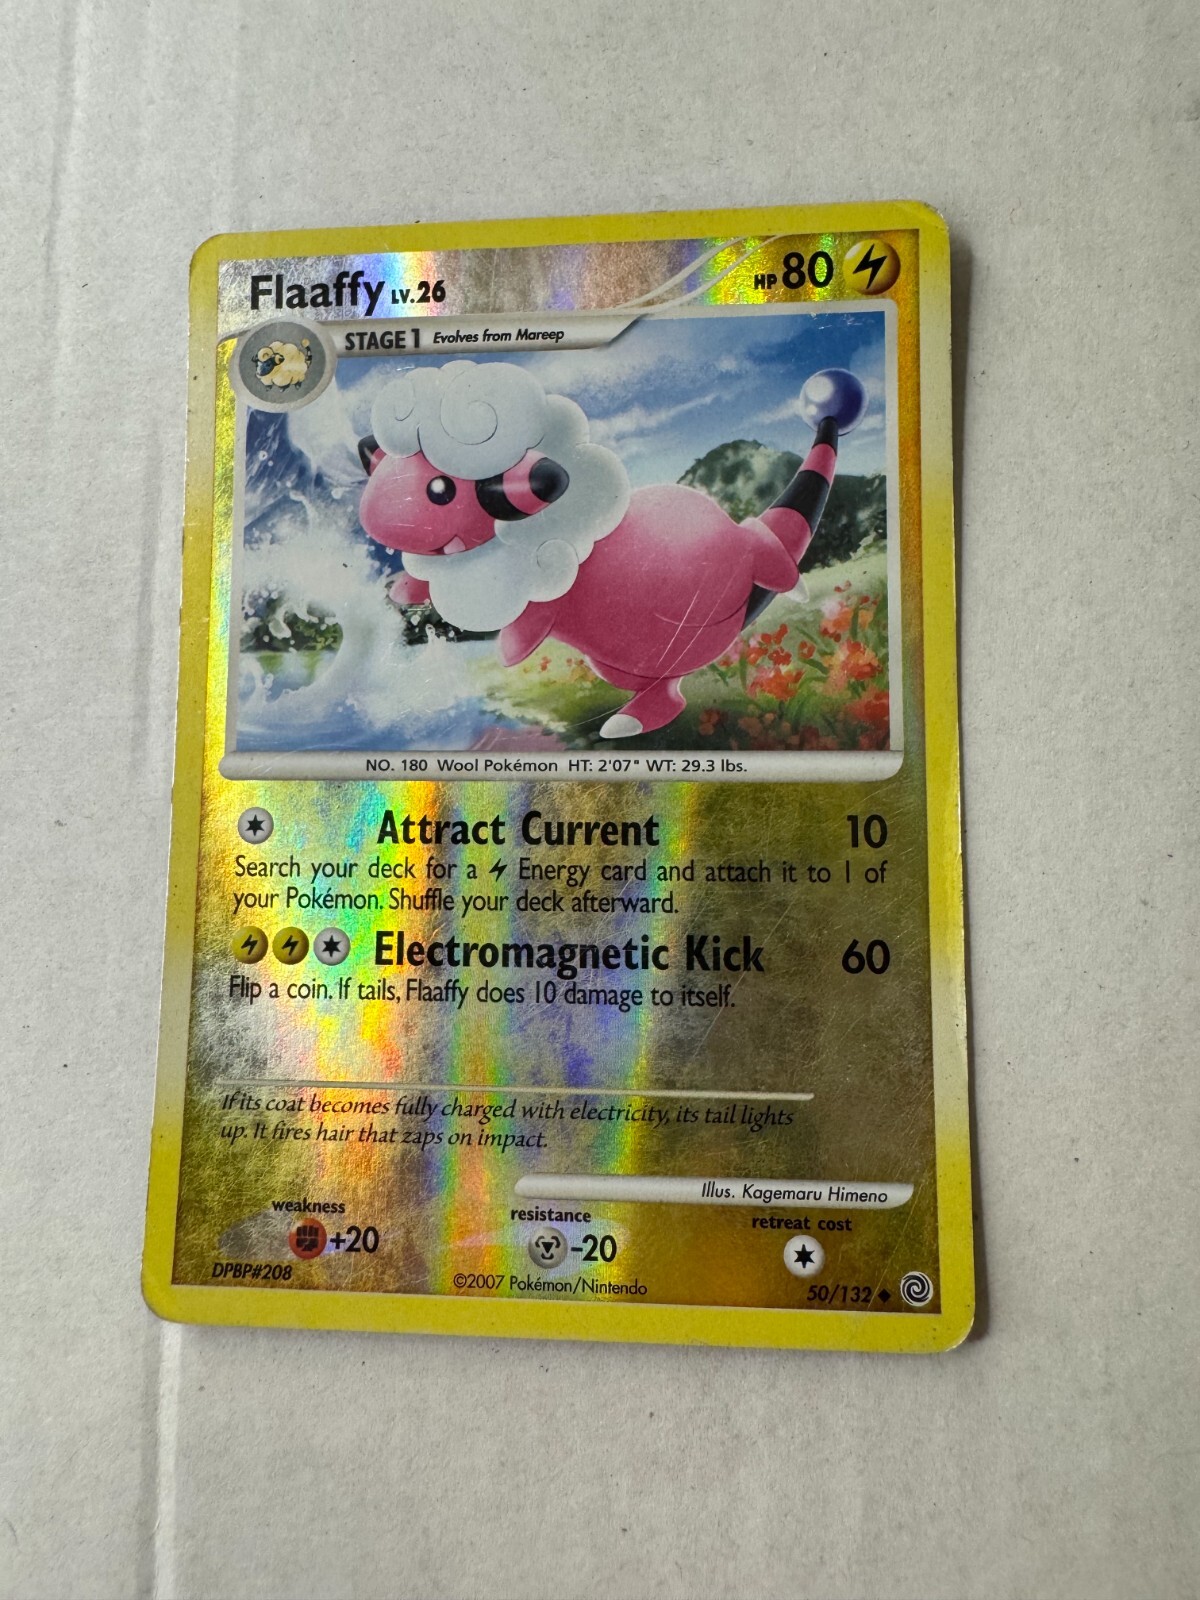 Flaaffy LV.26 HP 80
STAGE 1 Evolves from Mareep
NO. 180 Wool Pokémon HT: 2'07" WT: 29.3 lbs.
Attract Current 10
Search your deck for a Energy card and attach it to 1 of
your Pokémon. Shuffle your deck afterward.
Electromagnetic Kick 60
Flip a coin. If tails, Flaaffy does 10 damage to itself.
If its coat becomes fully charged with electricity, its tail lights
up. It fires hair that zaps on impact.
Illus. Kagemaru Himeno
weakness resistance retreat cost
+20 -20
DPBP#208 ©2007 Pokémon/Nintendo 50/132